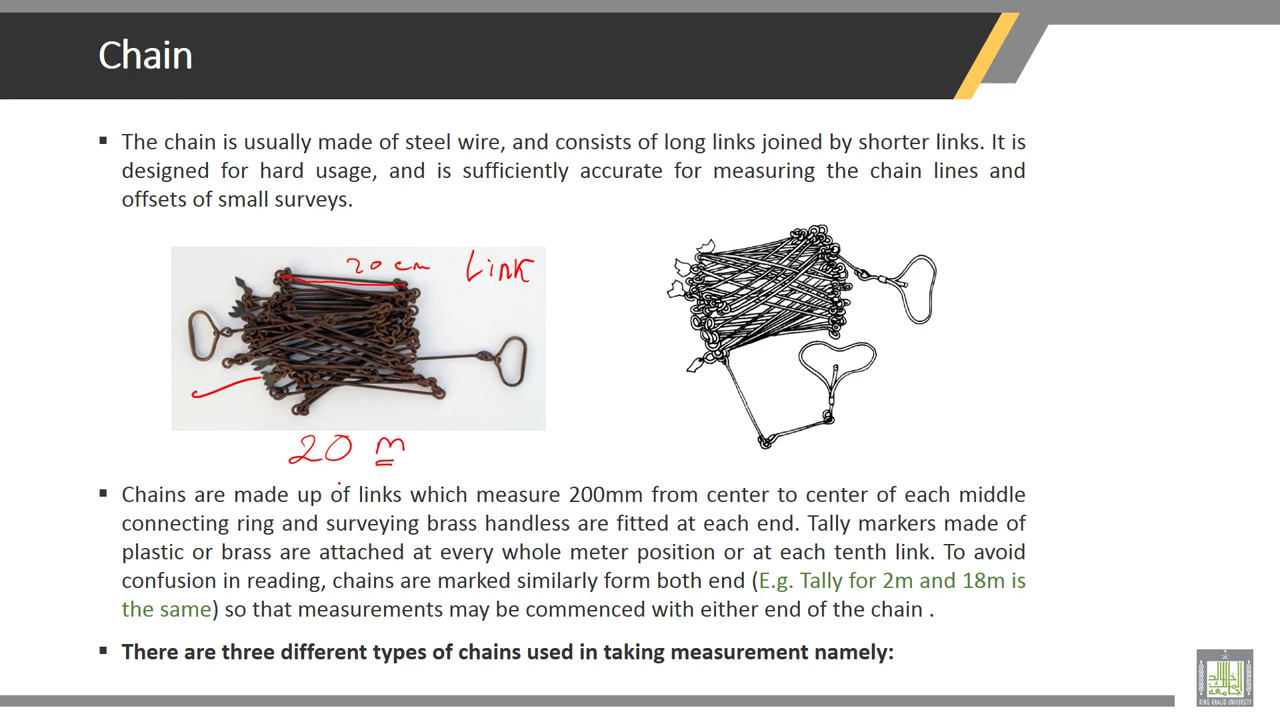 Chain
▪ The chain is usually made of steel wire, and consists of long links joined by shorter links. It is
designed for hard usage, and is sufficiently accurate for measuring the chain lines and
offsets of small surveys.
20 cm Link
20 m
▪ Chains are made up of links which measure 200mm from center to center of each middle
connecting ring and surveying brass handless are fitted at each end. Tally markers made of
plastic or brass are attached at every whole meter position or at each tenth link. To avoid
confusion in reading, chains are marked similarly form both end (E.g. Tally for 2m and 18m is
the same) so that measurements may be commenced with either end of the chain .
▪ There are three different types of chains used in taking measurement namely:
KING KHALID UNIVERSITY